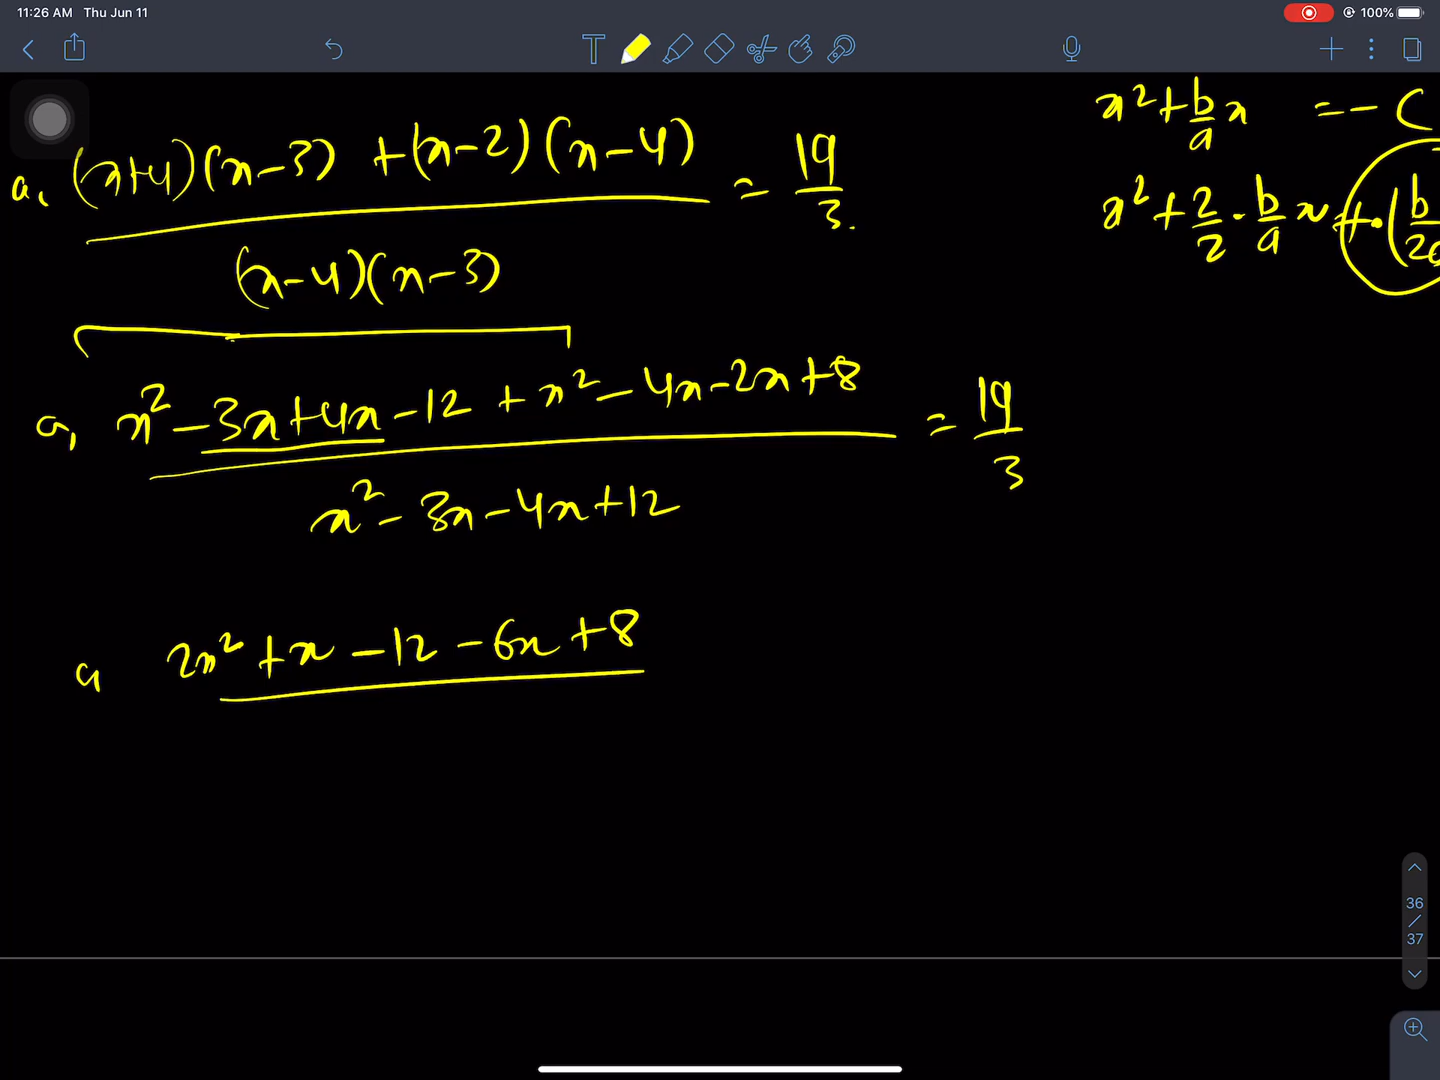 11:26 AM Thu Jun 11
100%
T
x²+b/a x =-C
a, (x+4)(x-3) +(x-2)(x-4) / (x-4)(x-3) = 19/3.
x²+2/2·b/a x+·(b/2a
a, x²-3x+4x-12+x²-4x-2x+8 / x²-3x-4x+12 = 19/3
a 2x²+x-12-6x+8
36
/
37